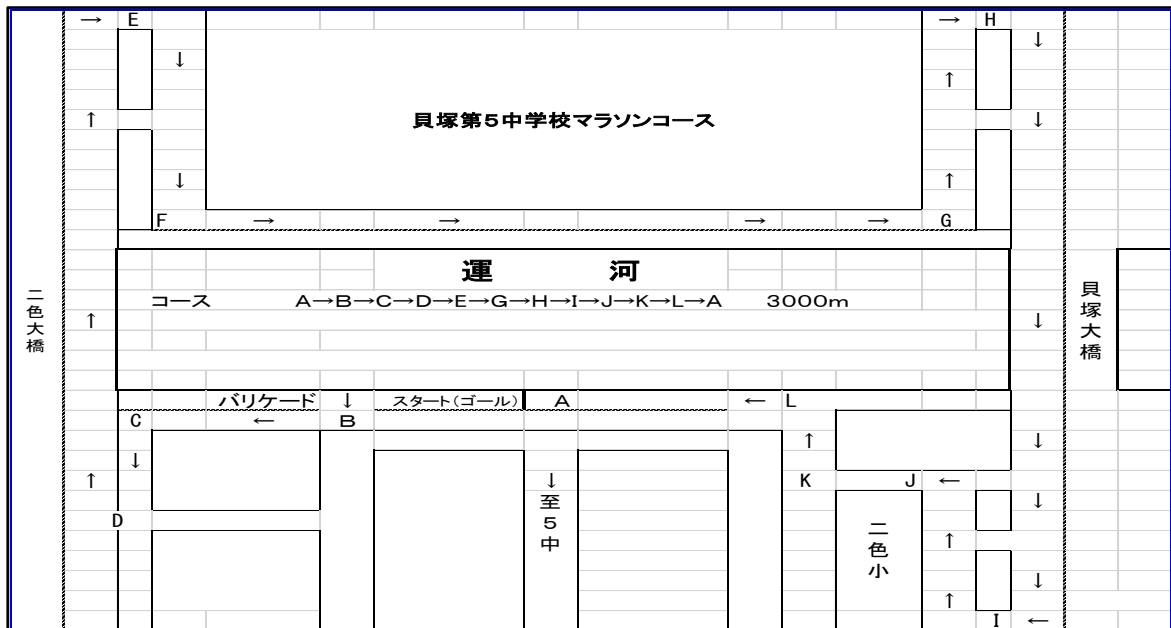 → E → H
↓ ↓
↑
↑ 貝塚第5中学校マラソンコース ↓
↓ ↑
F → → → → G
運 河
コース A→B→C→D→E→G→H→I→J→K→L→A 3000m
二色大橋
↑ ↓
貝塚大橋
バリケード ↓ スタート(ゴール) A ← L
C ← B
↓ ↑ ↓
↑ ↓ K J ←
至5中
↓
D
二色小
↑
↓
↑
I ←